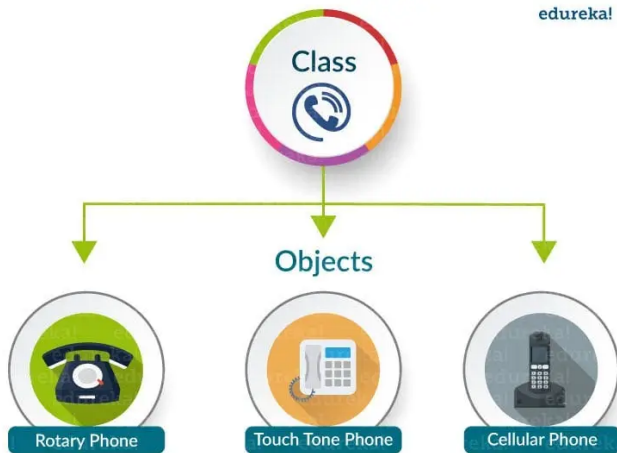 edureka!
Class
Objects
Rotary Phone
Touch Tone Phone
Cellular Phone